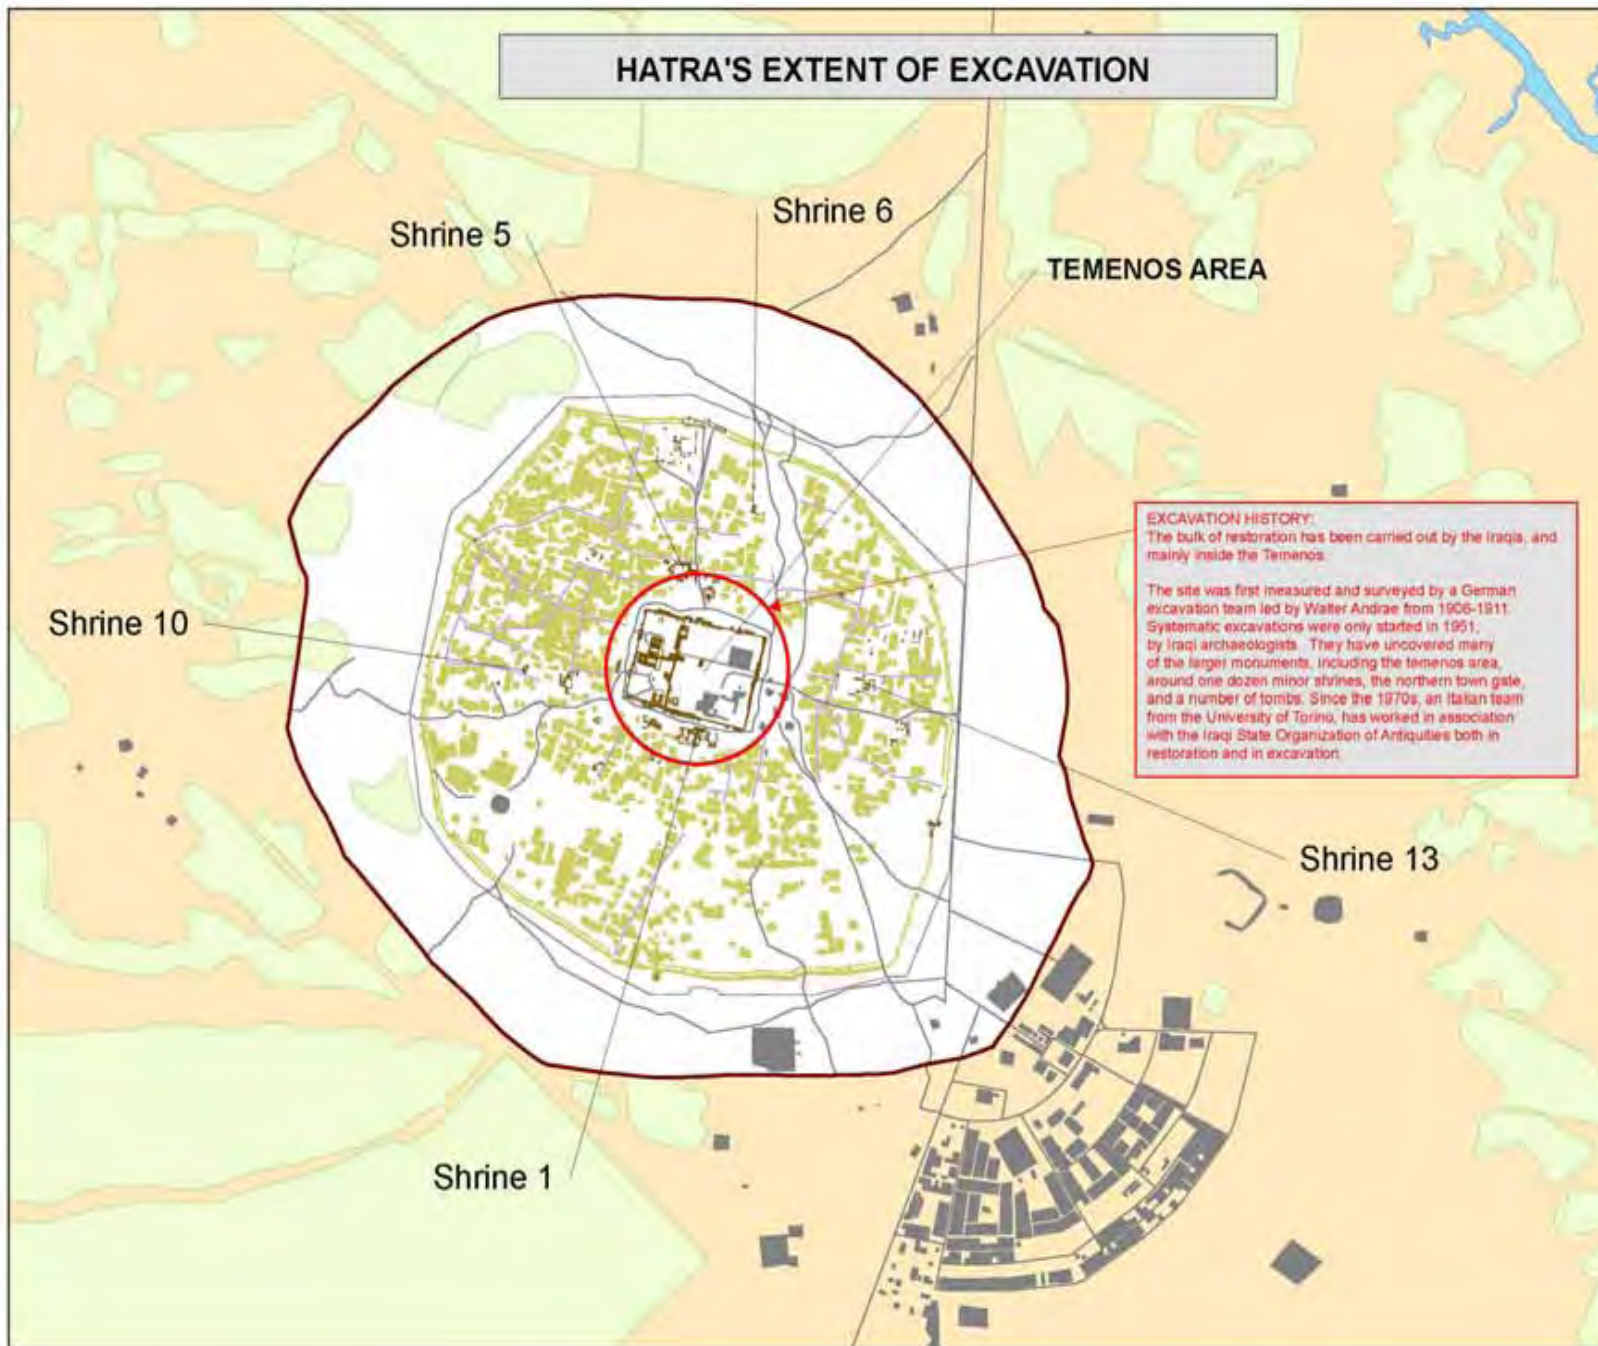 HATRA'S EXTENT OF EXCAVATION
Shrine 6
Shrine 5
TEMENOS AREA
EXCAVATION HISTORY:
The bulk of restoration has been carried out by the Iraqis, and
mainly inside the Temenos.
The site was first measured and surveyed by a German
excavation team led by Walter Andrae from 1906-1911.
Systematic excavations were only started in 1951,
by Iraqi archaeologists. They have uncovered many
of the larger monuments, including the temenos area,
around one dozen minor shrines, the northern town gate,
and a number of tombs. Since the 1970s, an Italian team
from the University of Torino, has worked in association
with the Iraqi State Organization of Antiquities both in
restoration and in excavation.
Shrine 10
Shrine 13
Shrine 1